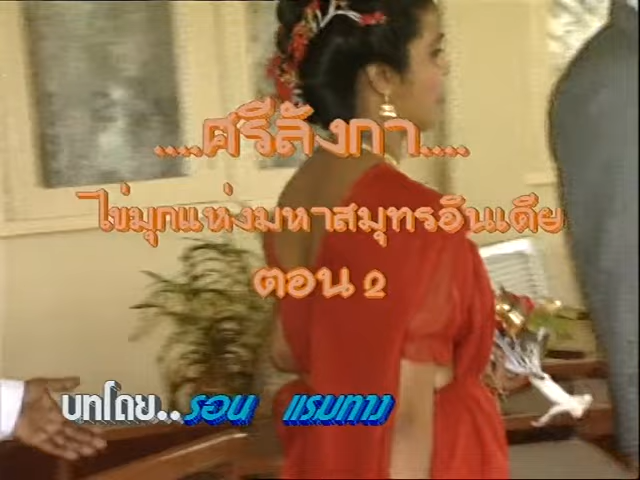 .....ศรีลังกา.....
ไข่มุกแห่งมหาสมุทรอินเดีย
ตอน 2
บทโดย..รอน แรมทาง